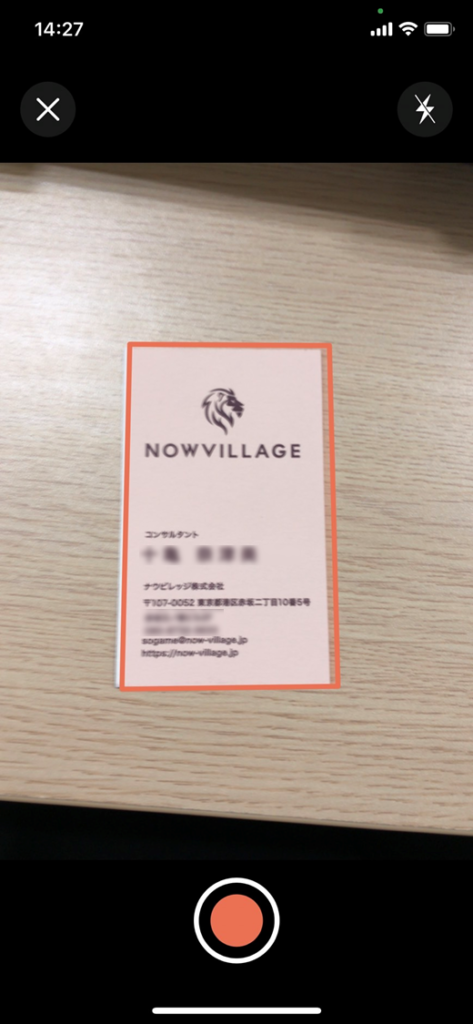 14:27
NOWVILLAGE
コンサルタント
ナウビレッジ株式会社
〒107-0052 東京都港区赤坂二丁目10番5号
sogame@now-village.jp
https://now-village.jp